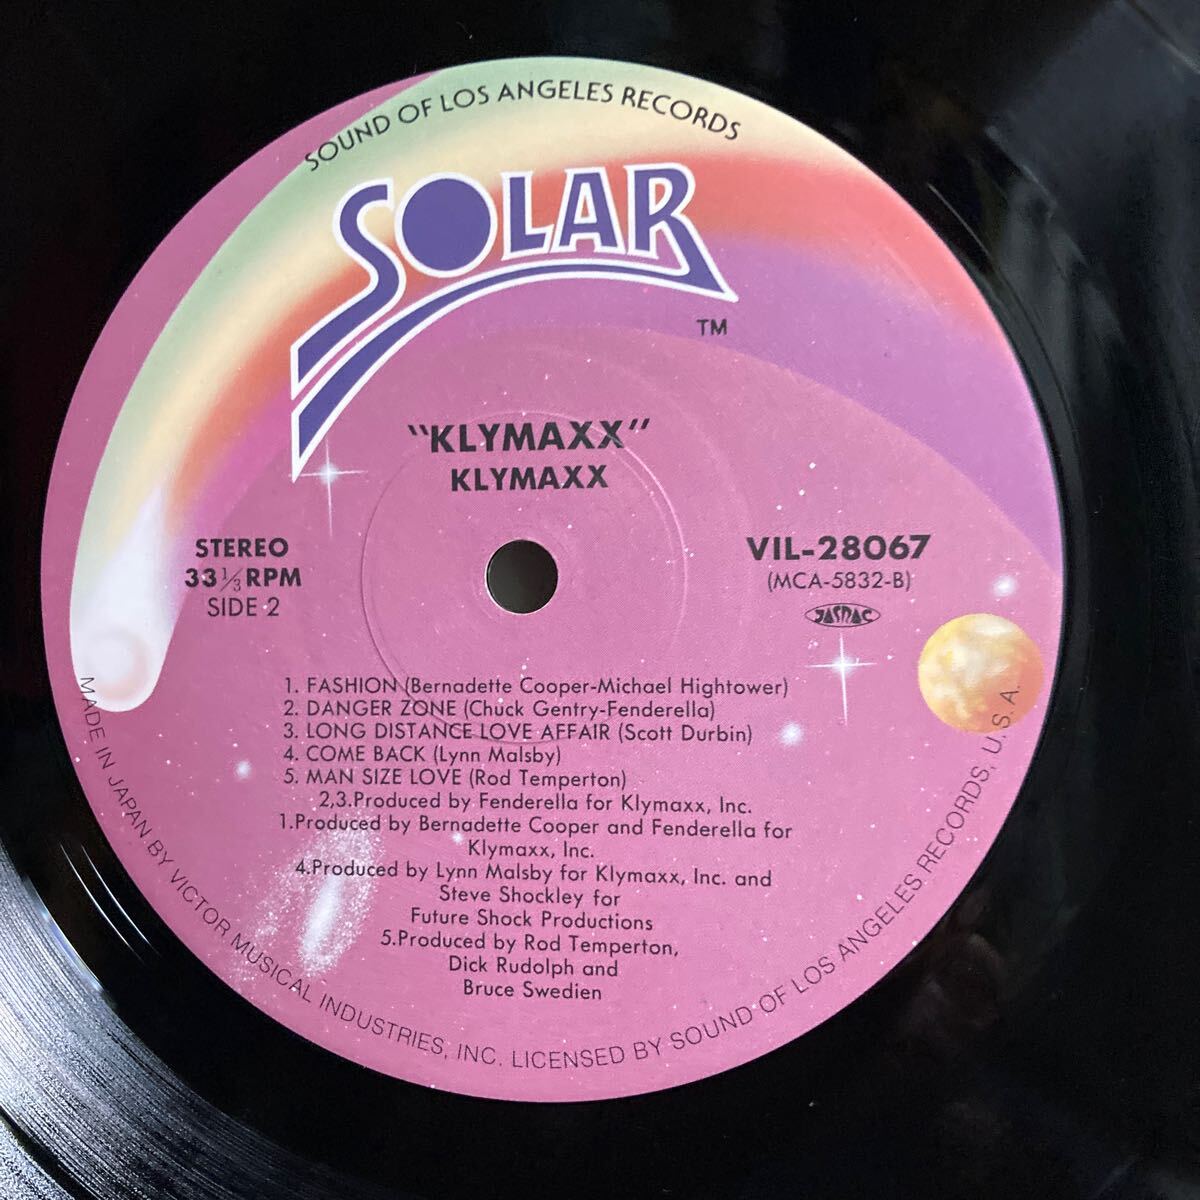 SOUND OF LOS ANGELES RECORDS
SOLAR
TM
"KLYMAXX"
KLYMAXX
STEREO
33⅓RPM
SIDE 2
VIL-28067
(MCA-5832-B)
JASRAC
1. FASHION (Bernadette Cooper-Michael Hightower)
2. DANGER ZONE (Chuck Gentry-Fenderella)
3. LONG DISTANCE LOVE AFFAIR (Scott Durbin)
4. COME BACK (Lynn Malsby)
5. MAN SIZE LOVE (Rod Temperton)
2,3.Produced by Fenderella for Klymaxx, Inc.
1.Produced by Bernadette Cooper and Fenderella for
Klymaxx, Inc.
4.Produced by Lynn Malsby for Klymaxx, Inc. and
Steve Shockley for
Future Shock Productions
5.Produced by Rod Temperton,
Dick Rudolph and
Bruce Swedien
MADE IN JAPAN BY VICTOR MUSICAL INDUSTRIES, INC. LICENSED BY SOUND OF LOS ANGELES RECORDS, U.S.A.